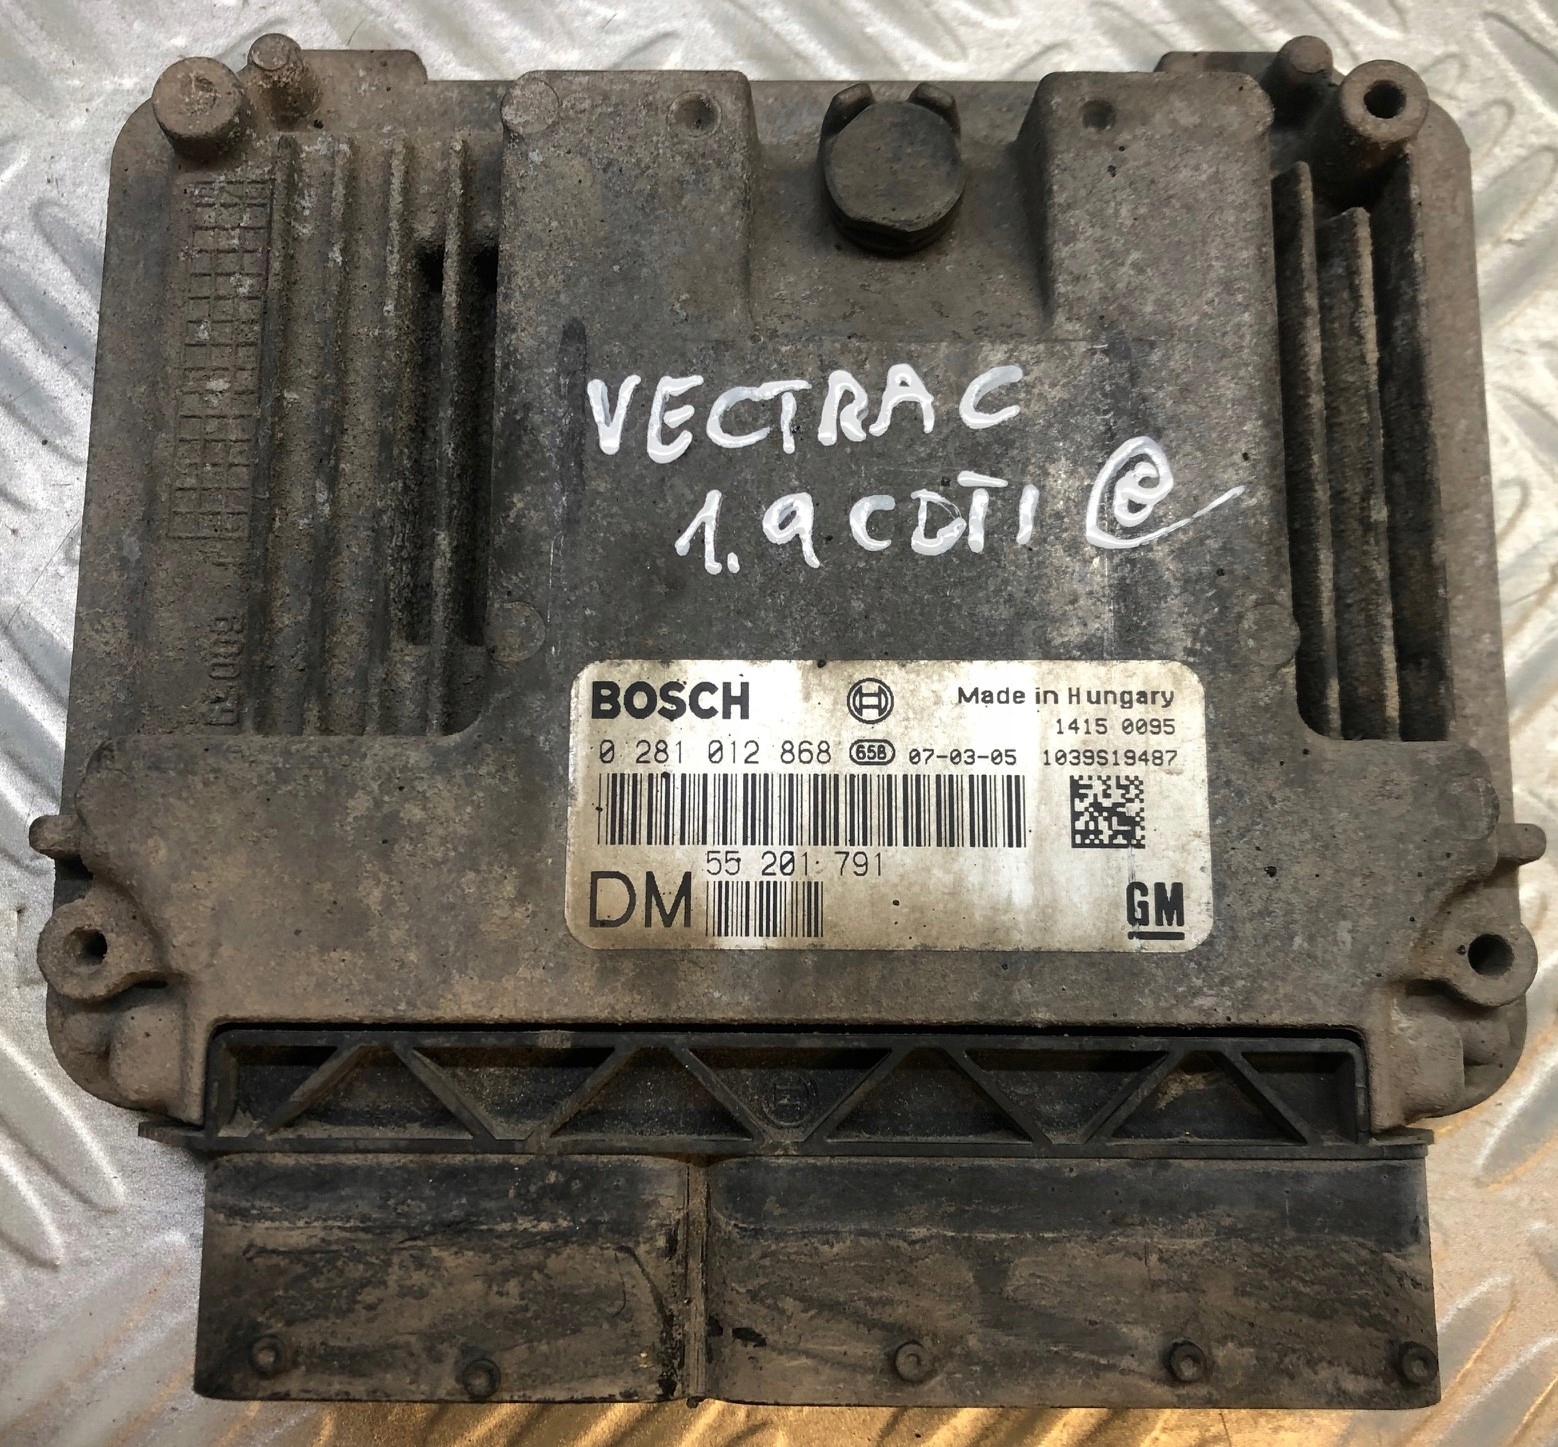 VECTRA C
1.9 CDTI
BOSCH
Made in Hungary
1415 0095
0 281 012 868 65B 07-03-05 1039S19487
55 201 791
DM
GM